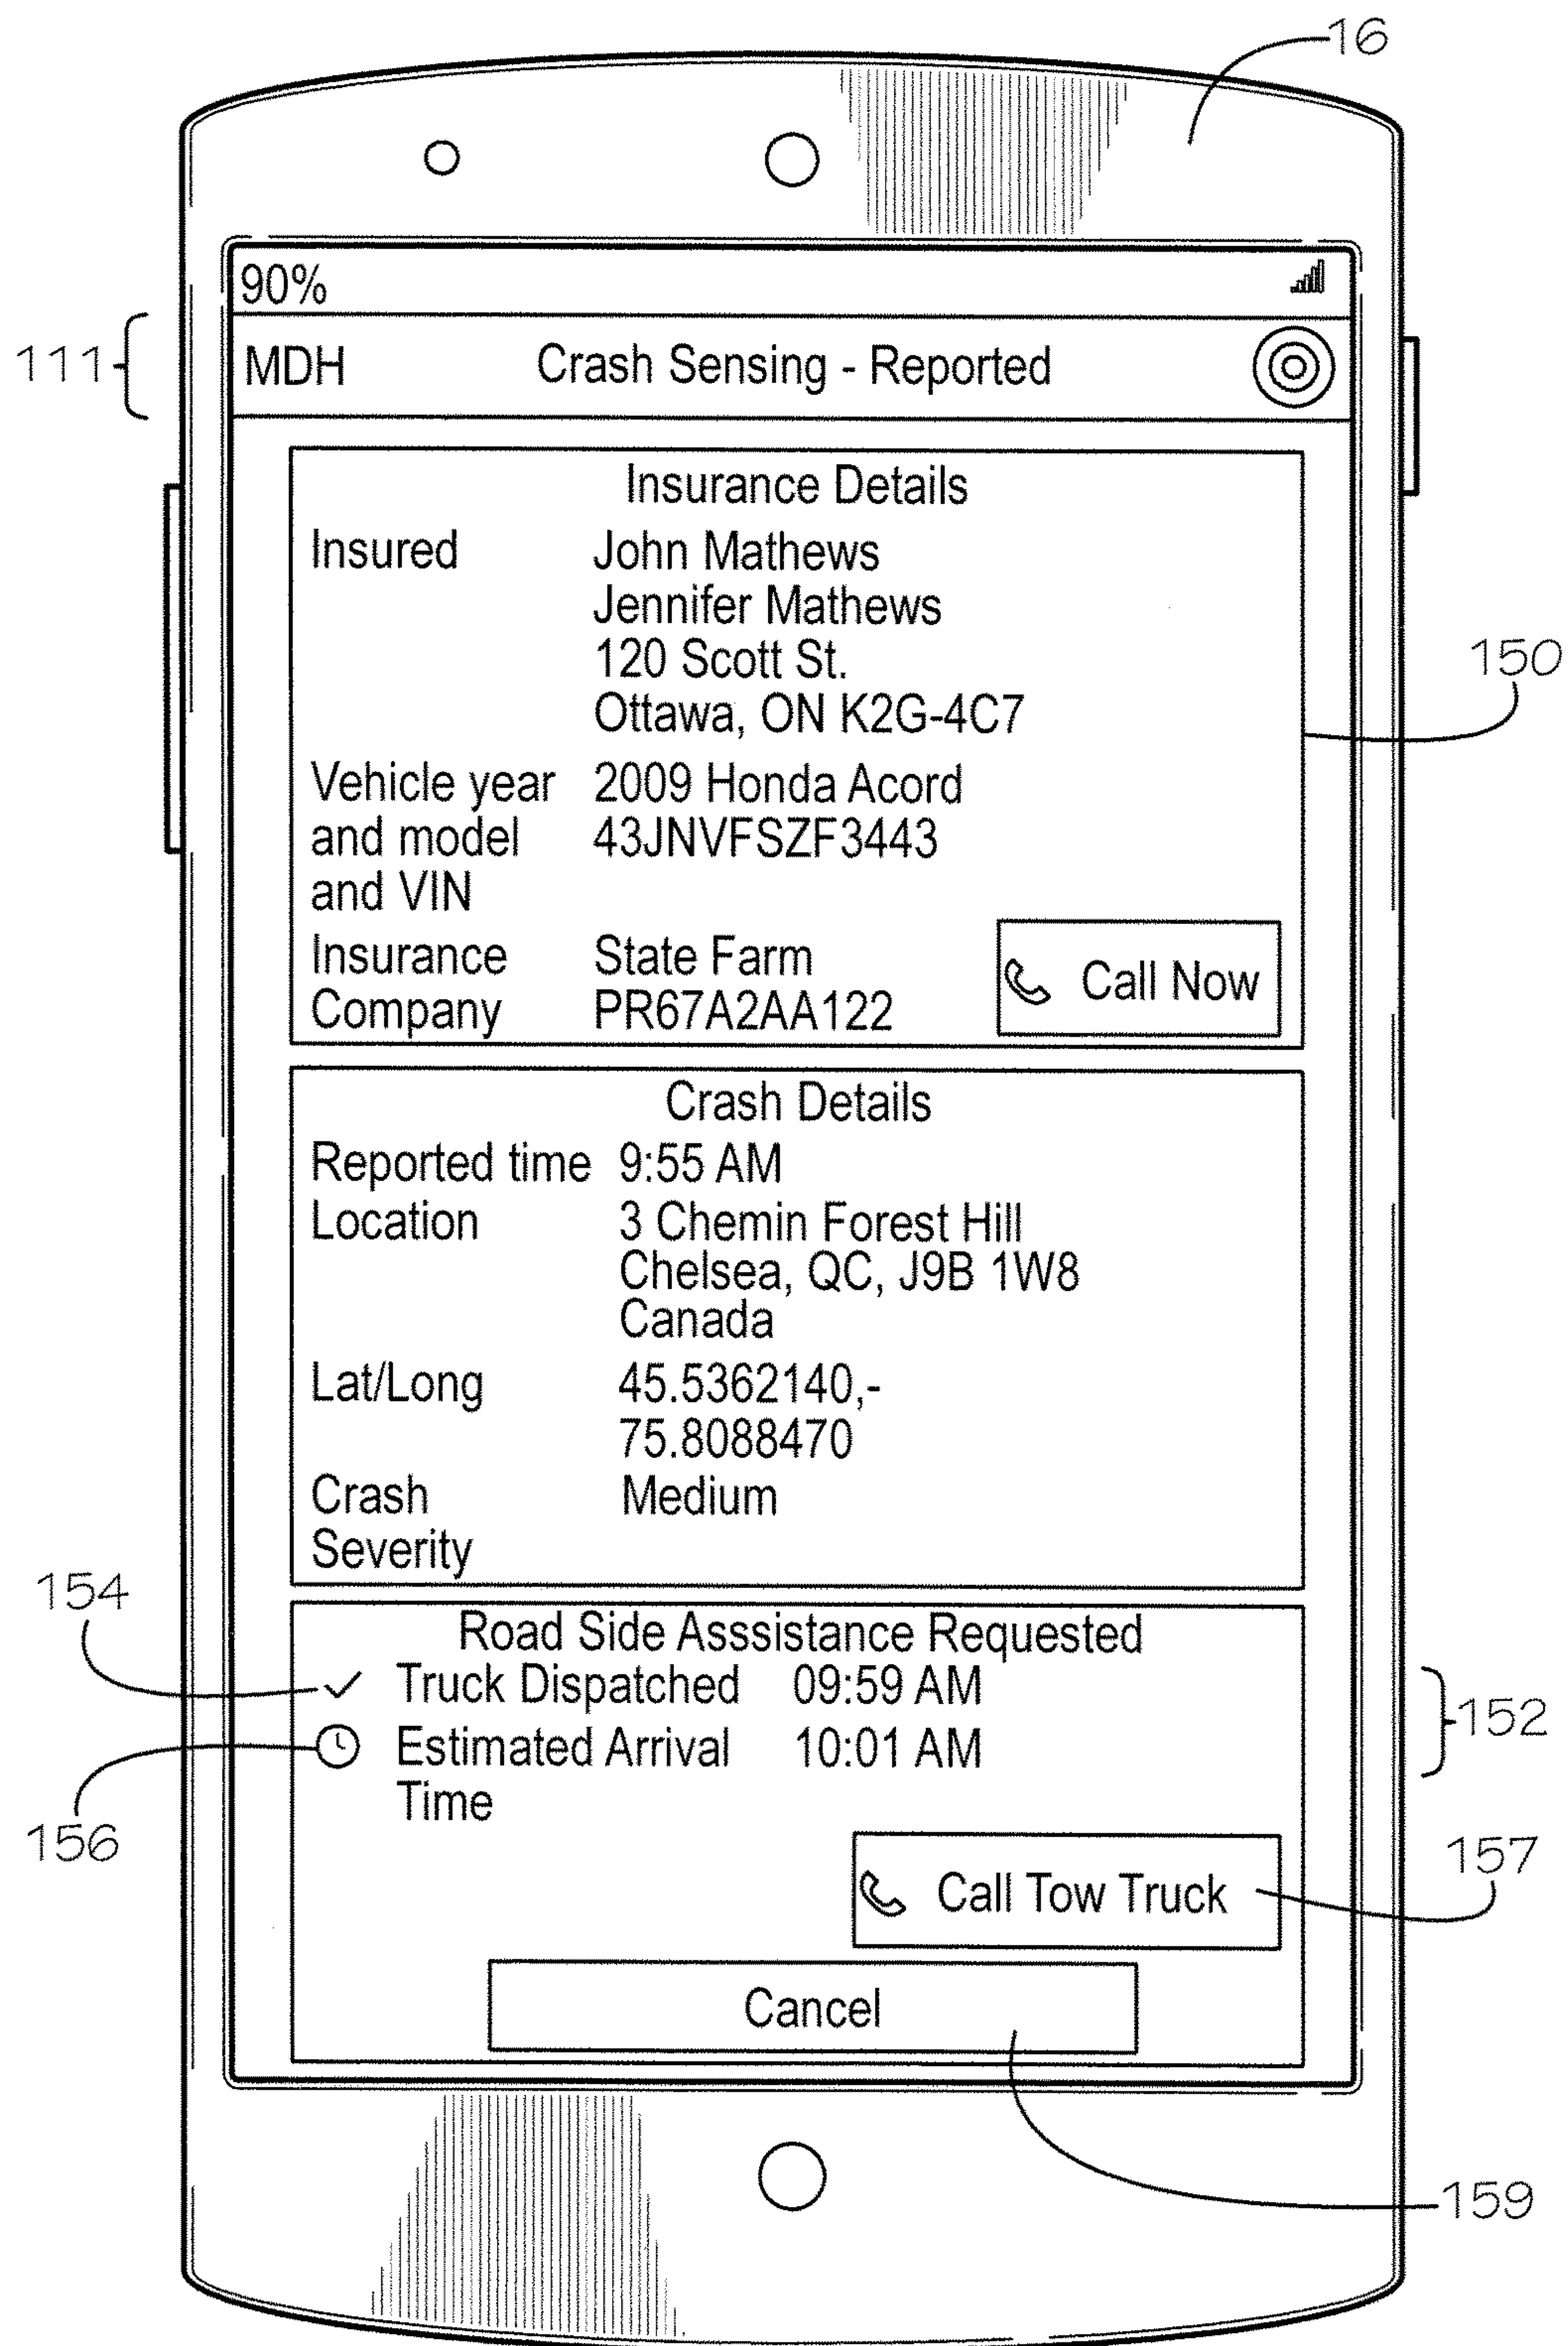 16
90%
111
MDH Crash Sensing - Reported
Insurance Details
Insured John Mathews
Jennifer Mathews
120 Scott St.
150
Ottawa, ON K2G-4C7
Vehicle year 2009 Honda Acord
and model 43JNVFSZF3443
and VIN
Insurance State Farm
Call Now
Company PR67A2AA122
Crash Details
Reported time 9:55 AM
Location 3 Chemin Forest Hill
Chelsea, QC, J9B 1W8
Canada
Lat/Long 45.5362140,-
75.8088470
Crash Medium
Severity
154
Road Side Asssistance Requested
Truck Dispatched 09:59 AM
152
Estimated Arrival 10:01 AM
Time
156
157
Call Tow Truck
Cancel
159